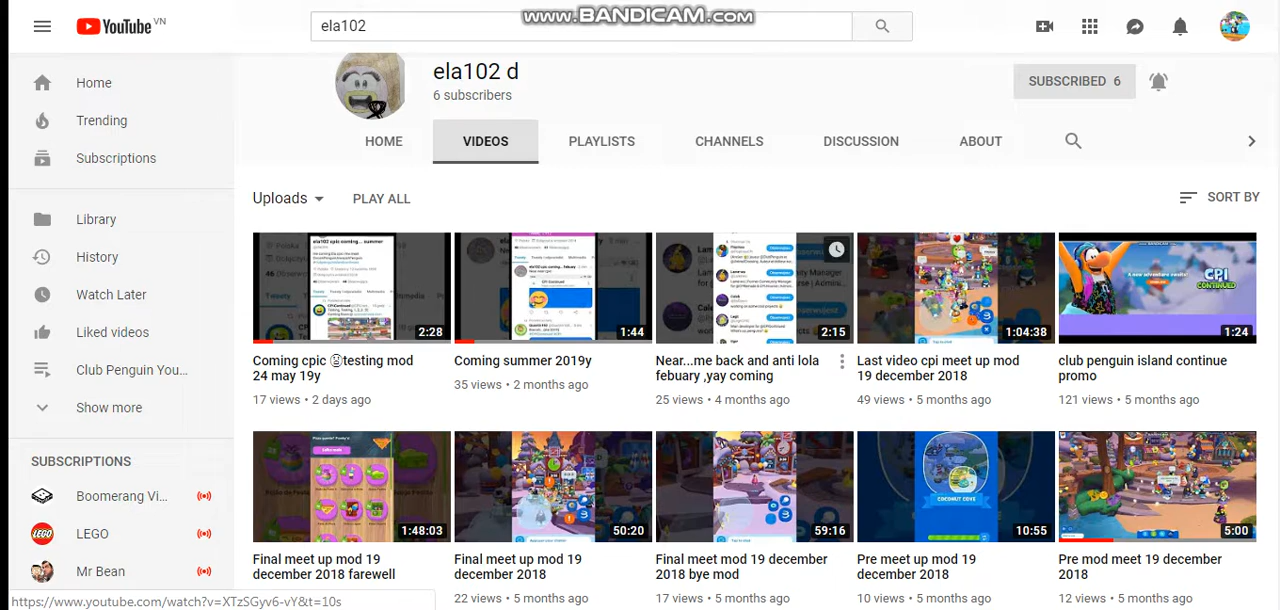 www.BANDICAM.com
YouTube VN
ela102
Home
Trending
Subscriptions
Library
History
Watch Later
Liked videos
Club Penguin You...
Show more
SUBSCRIPTIONS
Boomerang Vi...
LEGO
Mr Bean
ela102 d
6 subscribers
SUBSCRIBED 6
HOME VIDEOS PLAYLISTS CHANNELS DISCUSSION ABOUT
Uploads PLAY ALL SORT BY
2:28
Coming cpic 😨testing mod
24 may 19y
17 views • 2 days ago
1:44
Coming summer 2019y
35 views • 2 months ago
2:15
Near...me back and anti lola
febuary ,yay coming
25 views • 4 months ago
1:04:38
Last video cpi meet up mod
19 december 2018
49 views • 5 months ago
CPI
CONTINUED
1:24
club penguin island continue
promo
121 views • 5 months ago
1:48:03
Final meet up mod 19
december 2018 farewell
50:20
Final meet up mod 19
december 2018
22 views • 5 months ago
59:16
Final meet mod 19 december
2018 bye mod
17 views • 5 months ago
COCONUT COVE
10:55
Pre meet up mod 19
december 2018
10 views • 5 months ago
5:00
Pre mod meet 19 december
2018
12 views • 5 months ago
https://www.youtube.com/watch?v=XTzSGyv6-vY&t=10s